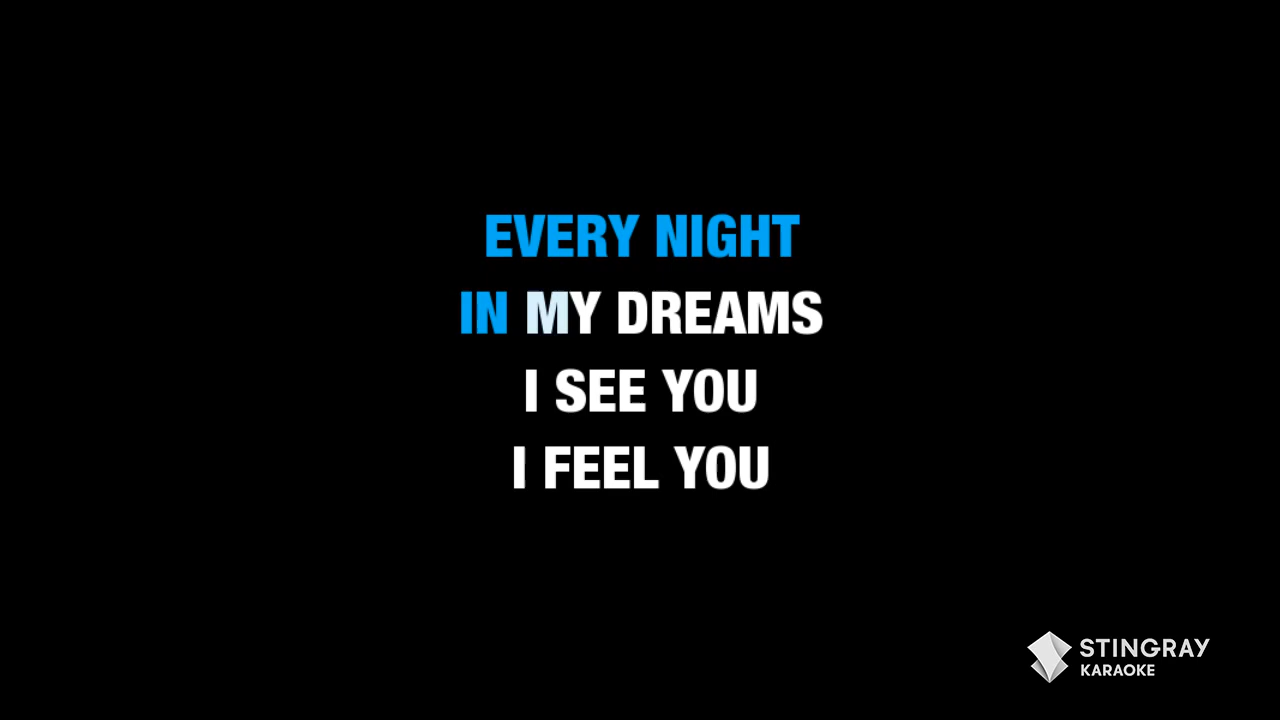 EVERY NIGHT
IN MY DREAMS
I SEE YOU
I FEEL YOU
STINGRAY
KARAOKE